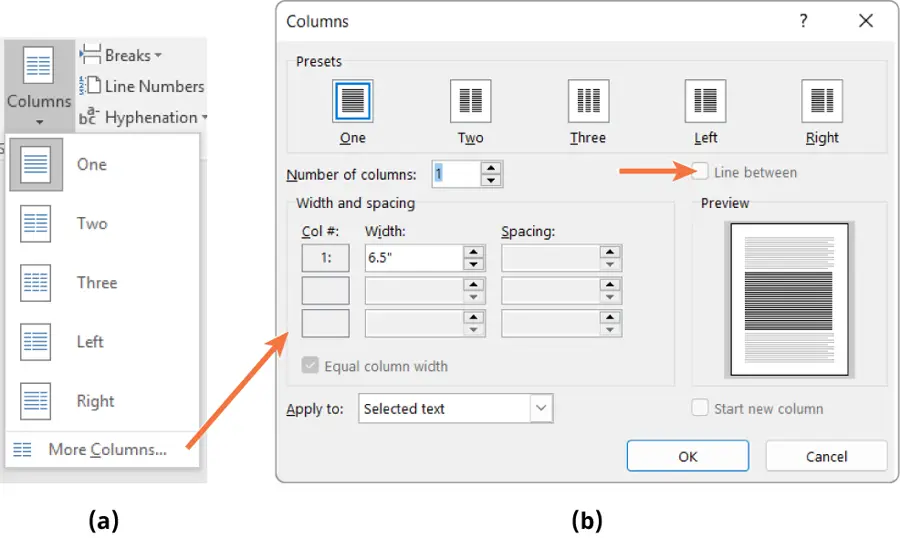 Columns
Breaks
Line Numbers
Hyphenation
One
Two
Three
Left
Right
More Columns...
(a)
Columns ? ×
Presets
One Two Three Left Right
Number of columns: 1
Line between
Width and spacing
Col #: Width: Spacing:
1: 6.5"
Equal column width
Preview
Apply to: Selected text
Start new column
OK Cancel
(b)